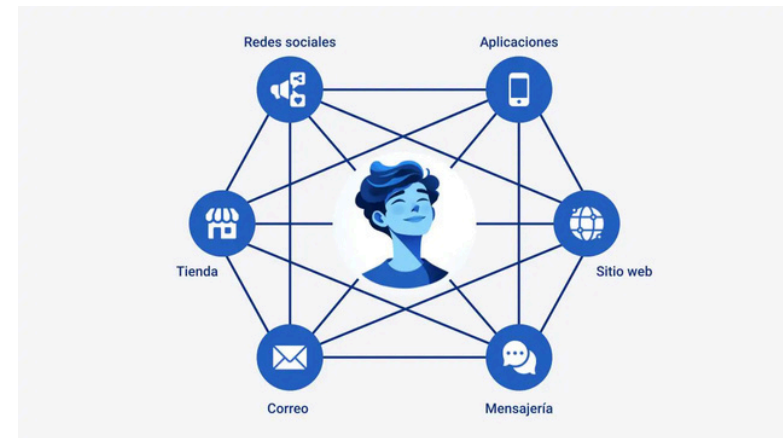 Redes sociales
Aplicaciones
Tienda
Sitio web
Correo
Mensajería